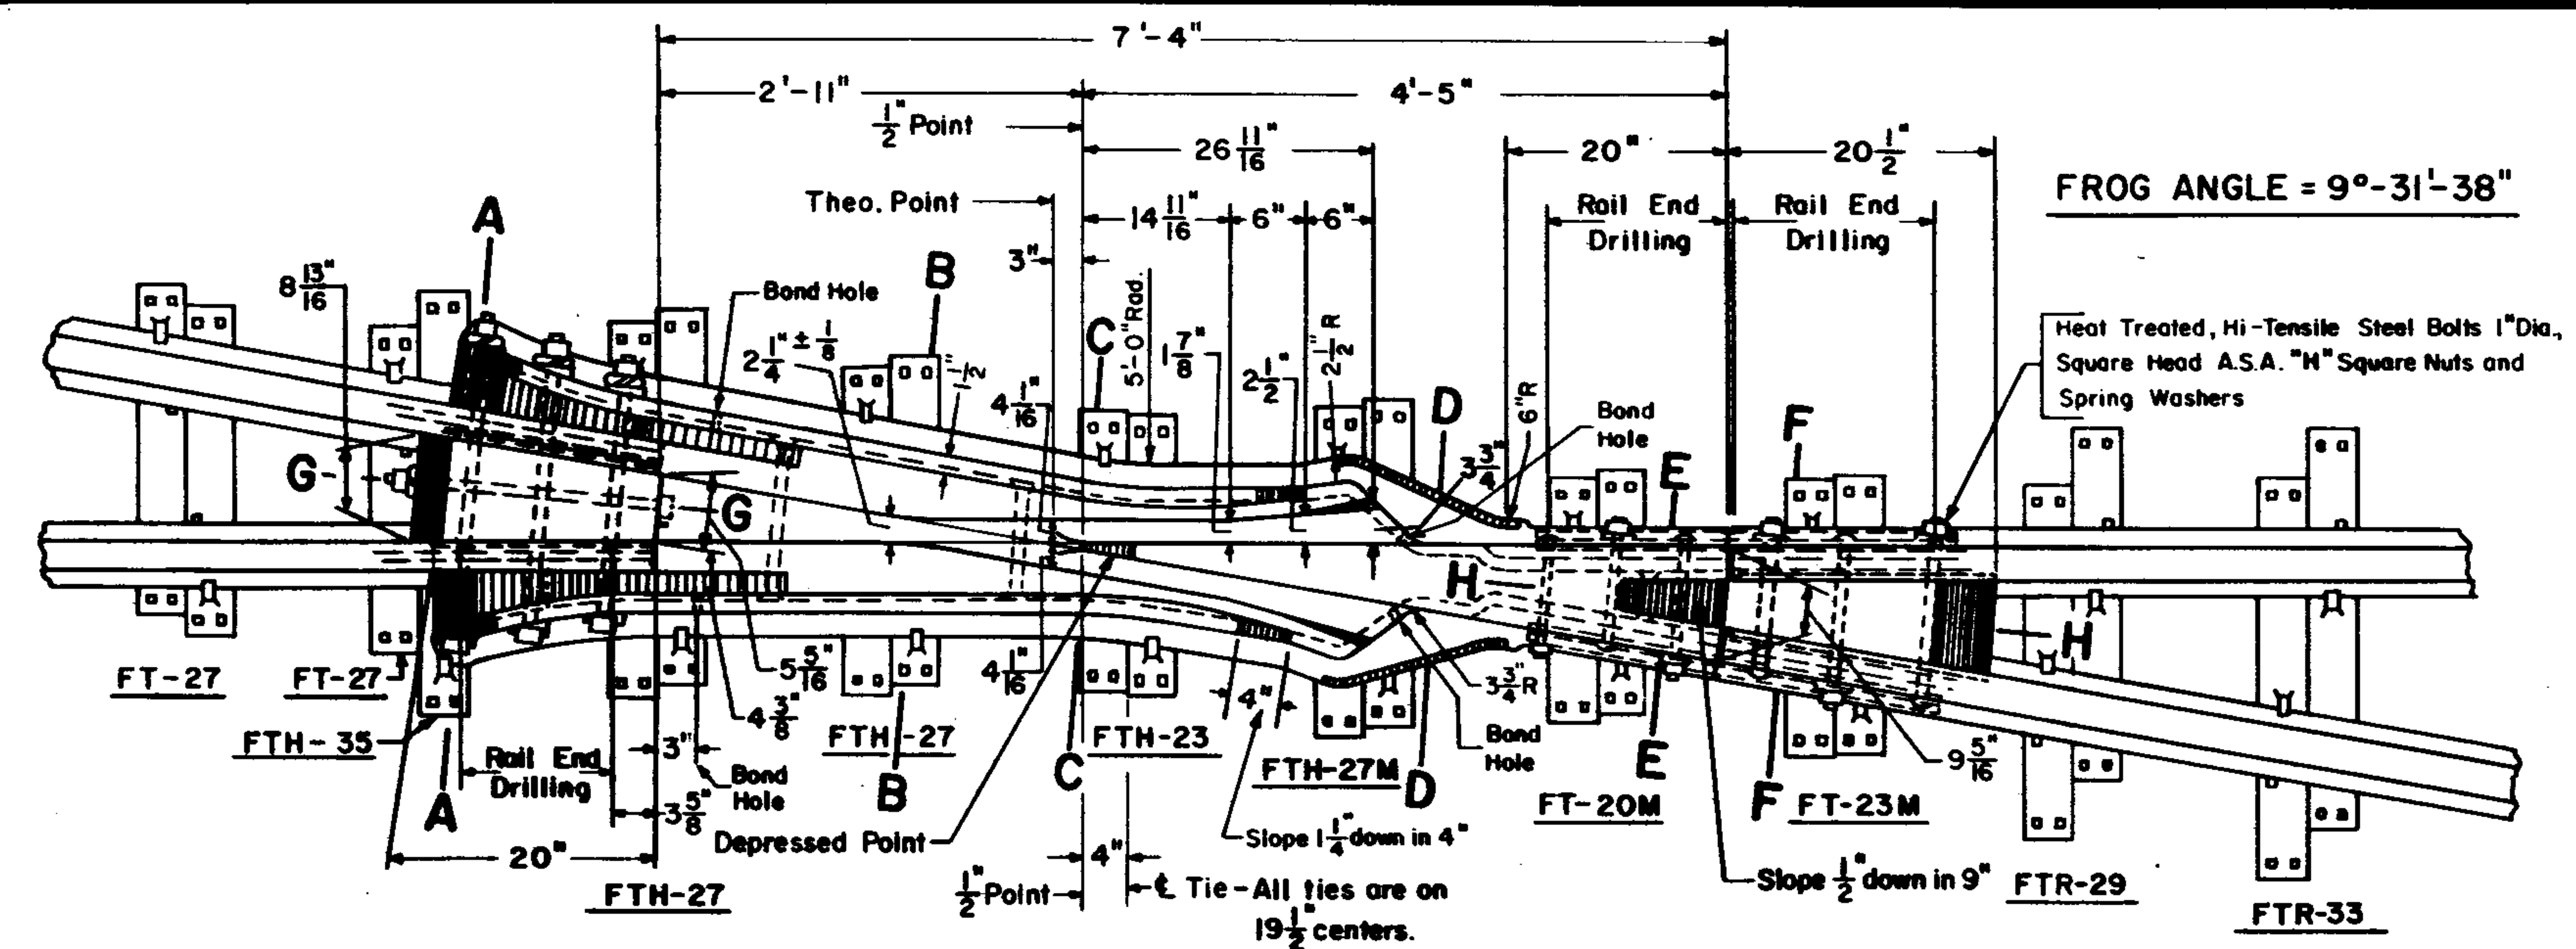 7'-4"
2'-11"
4'-5"
1/2" Point
26 11/16"
20"
20 1/2"
FROG ANGLE = 9°-31'-38"
Theo. Point
14 11/16"
6"
6"
Rail End
Drilling
Rail End
Drilling
3"
A
B
8 13/16"
Bond Hole
C
5'-0" Rad.
2 1/4" ± 1/8
1 7/8"
2 1/2"
2 1/2" R
D
6" R
Bond
Hole
F
Heat Treated, Hi-Tensile Steel Bolts 1" Dia.,
Square Head A.S.A. "H" Square Nuts and
Spring Washers
1/2"
4 1/16"
3 3/4"
E
G
G
H
H
FT-27
FT-27
5 5/16"
4 3/8"
4 1/16"
4"
3 3/4" R
Bond
Hole
E
F
9 5/16"
FTH-35
FTH-27
FTH-23
FTH-27M
FT-20M
FT-23M
Rail End
Drilling
3"
Bond
Hole
B
C
D
A
3 5/8"
Depressed Point
Slope 1 1/4" down in 4"
20"
4"
FTH-27
1/2" Point
℄ Tie-All ties are on
19 1/2" centers.
Slope 1/2" down in 9"
FTR-29
FTR-33